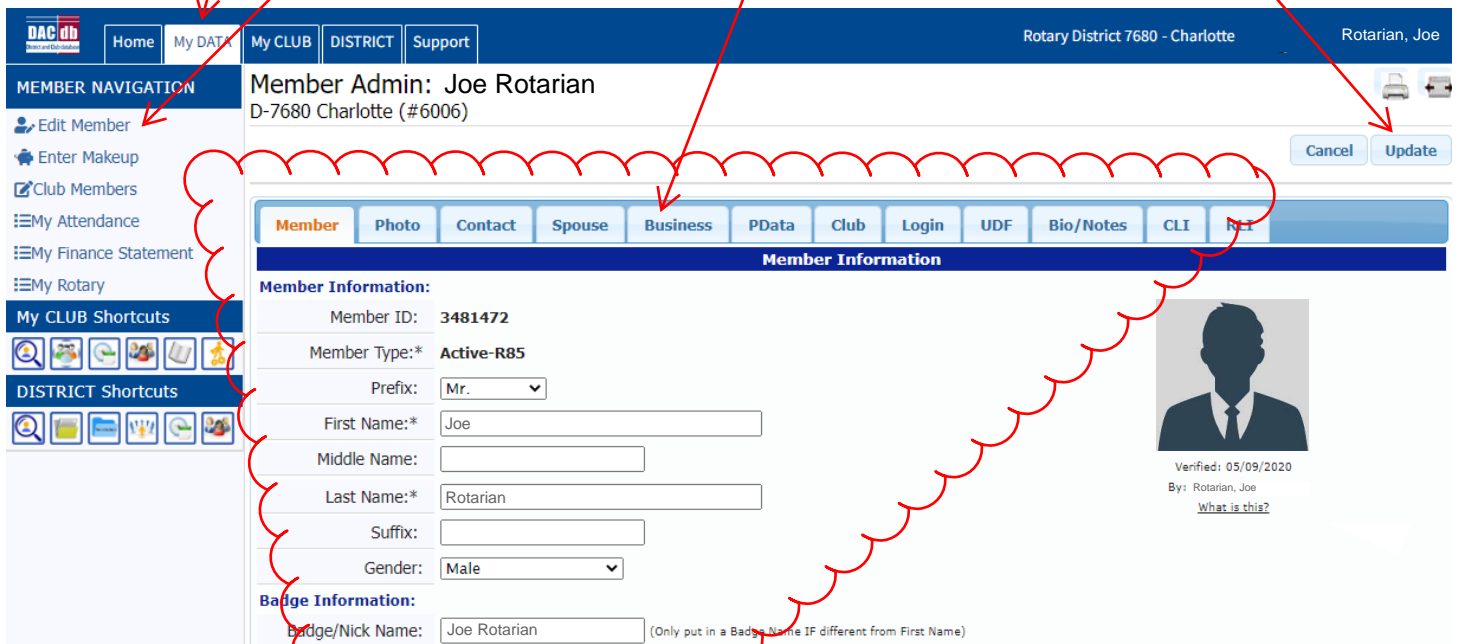 DAC db
District and Club database
Home
My DATA
My CLUB
DISTRICT
Support
Rotary District 7680 - Charlotte
Rotarian, Joe
MEMBER NAVIGATION
Edit Member
Enter Makeup
Club Members
My Attendance
My Finance Statement
My Rotary
My CLUB Shortcuts
DISTRICT Shortcuts
Member Admin: Joe Rotarian
D-7680 Charlotte (#6006)
Cancel
Update
Member
Photo
Contact
Spouse
Business
PData
Club
Login
UDF
Bio/Notes
CLI
RLI
Member Information
Member Information:
Member ID: 3481472
Member Type:* Active-R85
Prefix: Mr.
First Name:* Joe
Middle Name:
Last Name:* Rotarian
Suffix:
Gender: Male
Badge Information:
Badge/Nick Name: Joe Rotarian (Only put in a Badge Name IF different from First Name)
Verified: 05/09/2020
By: Rotarian, Joe
What is this?